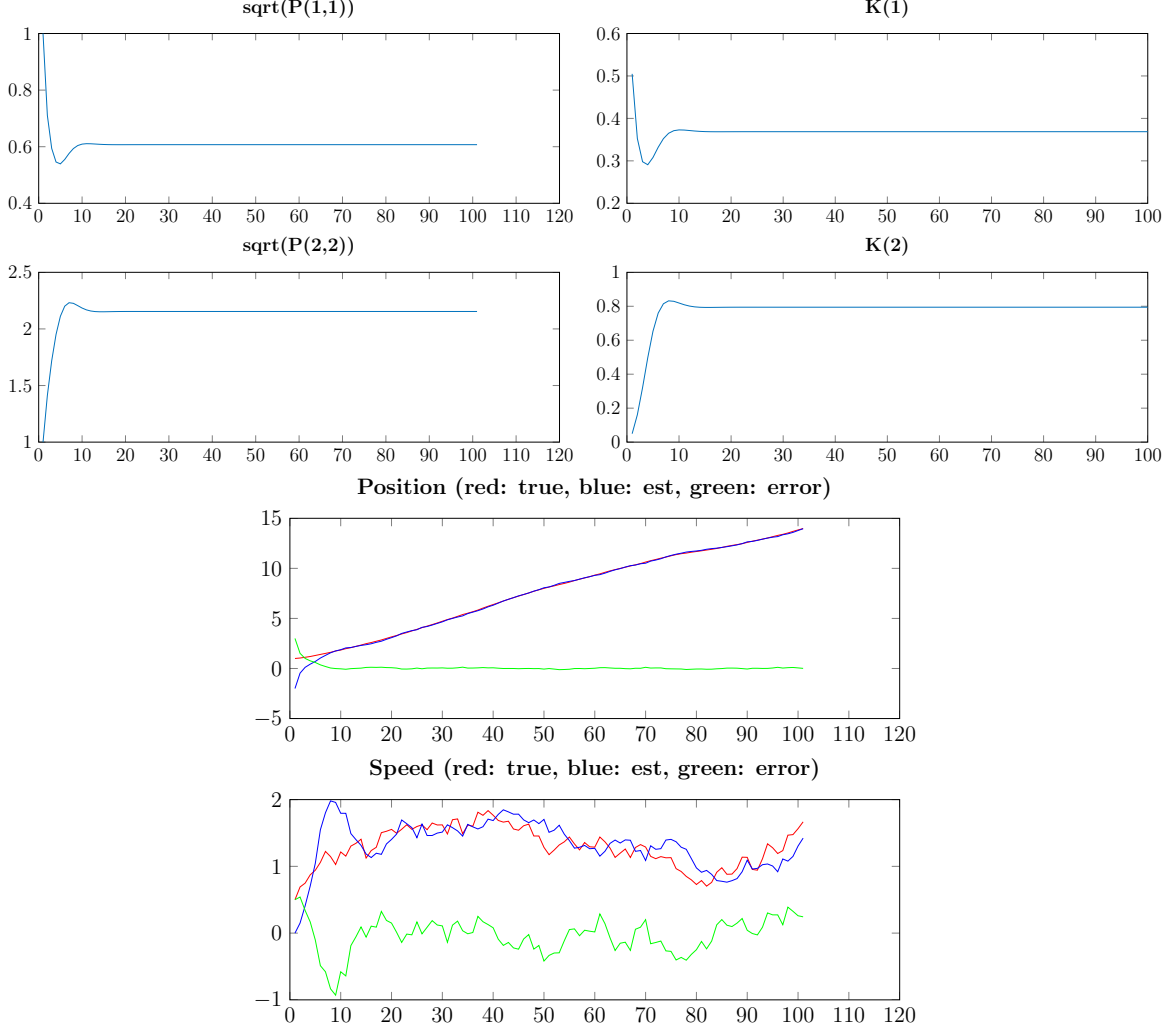 sqrt(P(1,1))
1
0.8
0.6
0.4
0 10 20 30 40 50 60 70 80 90 100 110 120
K(1)
0.6
0.5
0.4
0.3
0.2
0 10 20 30 40 50 60 70 80 90 100
sqrt(P(2,2))
2.5
2
1.5
1
0 10 20 30 40 50 60 70 80 90 100 110 120
K(2)
1
0.8
0.6
0.4
0.2
0
0 10 20 30 40 50 60 70 80 90 100
Position (red: true, blue: est, green: error)
15
10
5
0
−5
0 10 20 30 40 50 60 70 80 90 100 110 120
Speed (red: true, blue: est, green: error)
2
1
0
−1
0 10 20 30 40 50 60 70 80 90 100 110 120